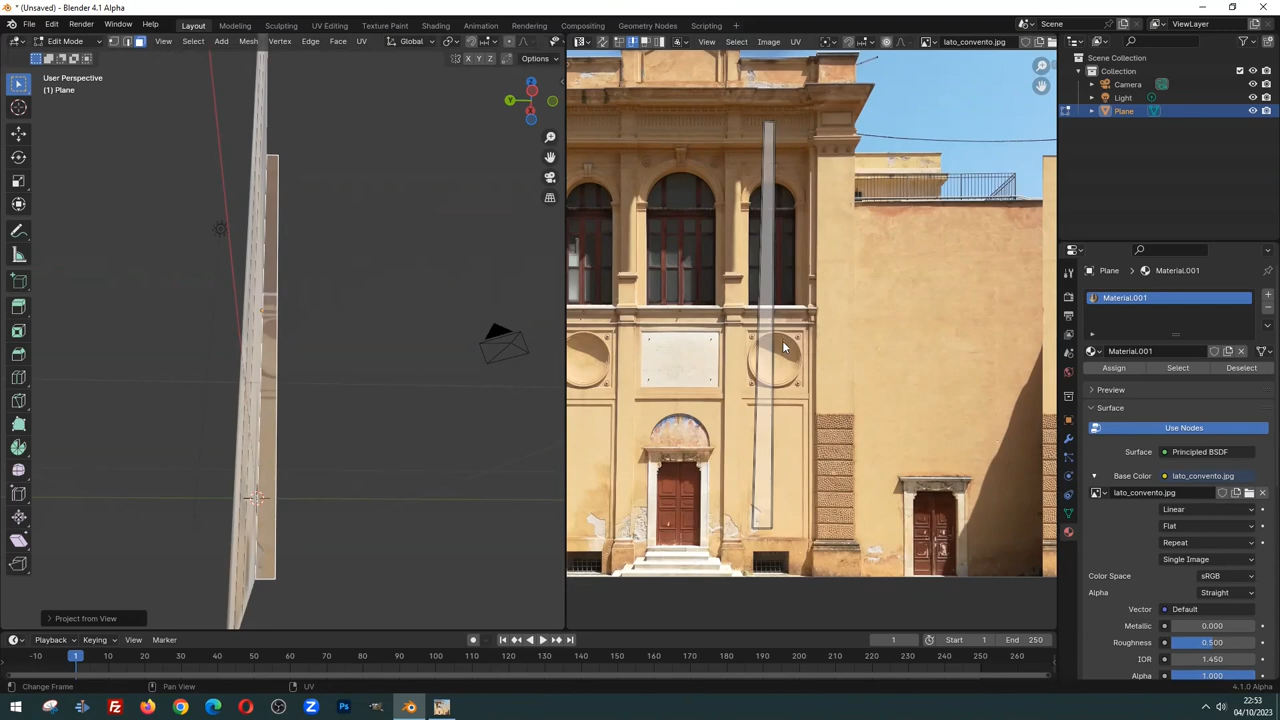 * (Unsaved) - Blender 4.1 Alpha
File Edit Render Window Help Layout Modeling Sculpting UV Editing Texture Paint Shading Animation Rendering Compositing Geometry Nodes Scripting Scene ViewLayer
Edit Mode View Select Add Mesh Vertex Edge Face UV Global View Select Image UV lato_convento.jpg
X Y Z Options
Scene Collection
Collection
Camera
Light
Plane
User Perspective
(1) Plane
Z
Y
X
Plane Material.001
Material.001
Material.001
Assign Select Deselect
Preview
Surface
Use Nodes
Surface Principled BSDF
Base Color lato_convento.jpg
lato_convento.jpg
Linear
Flat
Repeat
Single Image
Color Space sRGB
Alpha Straight
Vector Default
Metallic 0.000
Roughness 0.500
IOR 1.450
Alpha 1.000
Project from View
Playback Keying View Marker 1 Start 1 End 250
-10 1 10 20 30 40 50 60 70 80 90 100 110 120 130 140 150 160 170 180 190 200 210 220 230 240 250 260
Change Frame Pan View UV 4.1.0 Alpha
22:53
04/10/2023